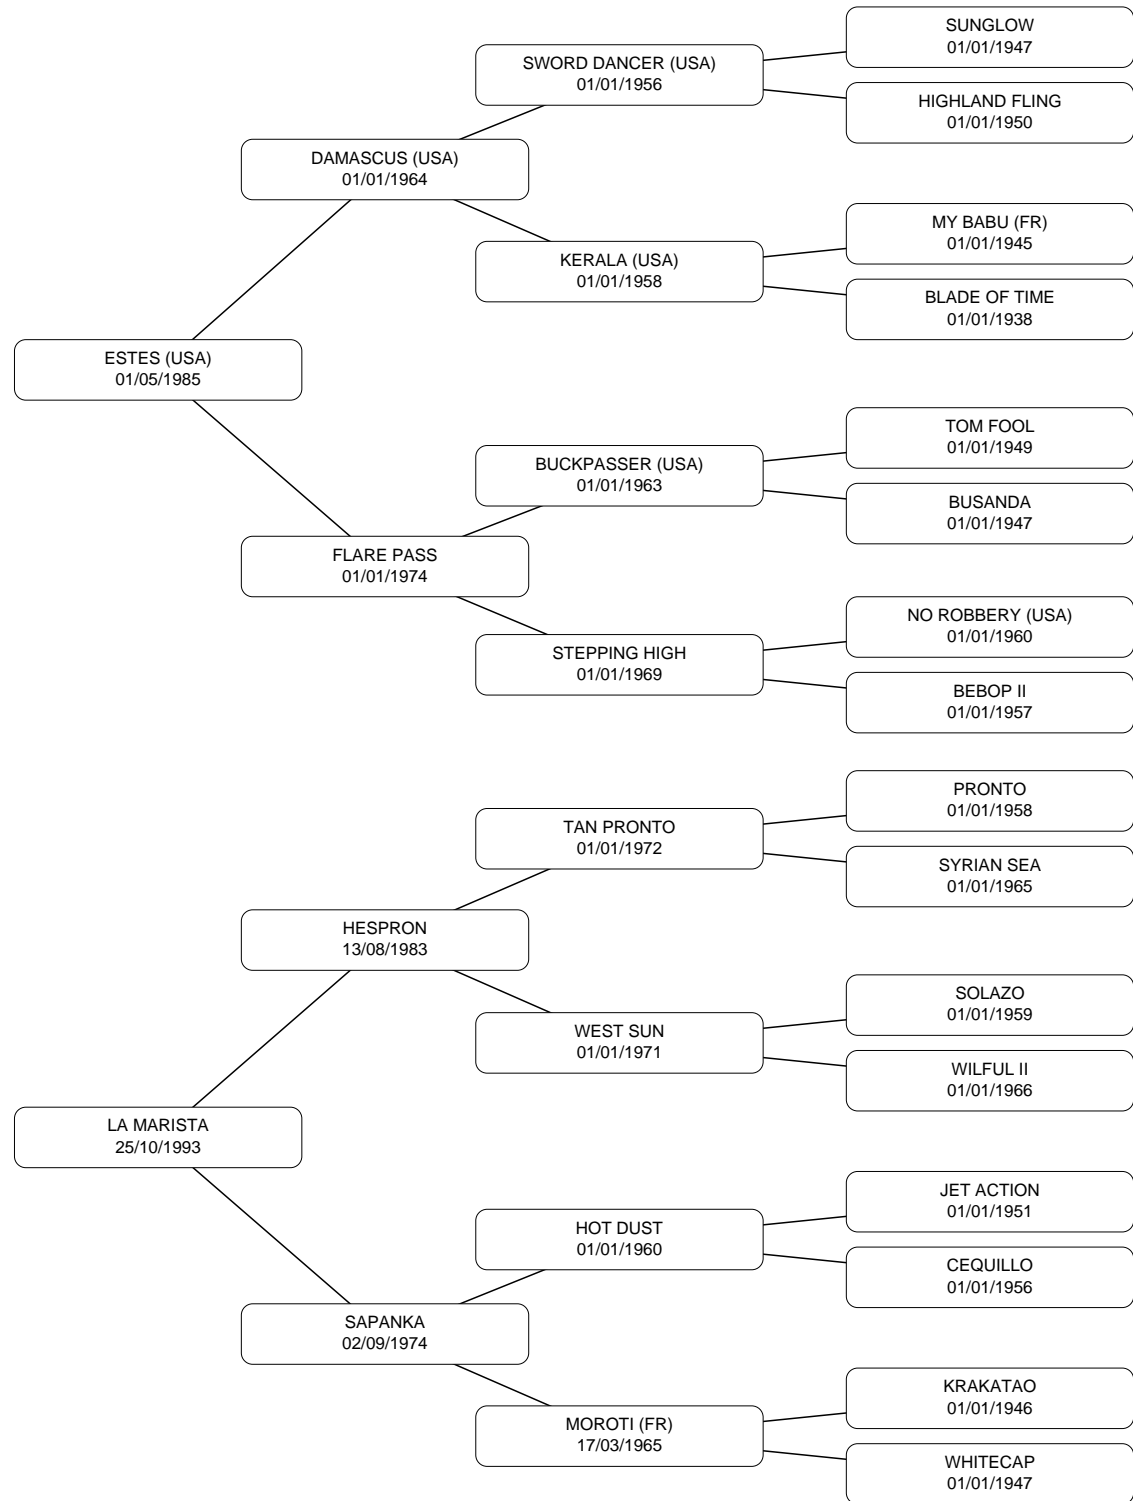 SUNGLOW
01/01/1947
SWORD DANCER (USA)
01/01/1956
HIGHLAND FLING
01/01/1950
DAMASCUS (USA)
01/01/1964
MY BABU (FR)
01/01/1945
KERALA (USA)
01/01/1958
BLADE OF TIME
01/01/1938
ESTES (USA)
01/05/1985
TOM FOOL
01/01/1949
BUCKPASSER (USA)
01/01/1963
BUSANDA
01/01/1947
FLARE PASS
01/01/1974
NO ROBBERY (USA)
01/01/1960
STEPPING HIGH
01/01/1969
BEBOP II
01/01/1957
PRONTO
01/01/1958
TAN PRONTO
01/01/1972
SYRIAN SEA
01/01/1965
HESPRON
13/08/1983
SOLAZO
01/01/1959
WEST SUN
01/01/1971
WILFUL II
01/01/1966
LA MARISTA
25/10/1993
JET ACTION
01/01/1951
HOT DUST
01/01/1960
CEQUILLO
01/01/1956
SAPANKA
02/09/1974
KRAKATAO
01/01/1946
MOROTI (FR)
17/03/1965
WHITECAP
01/01/1947